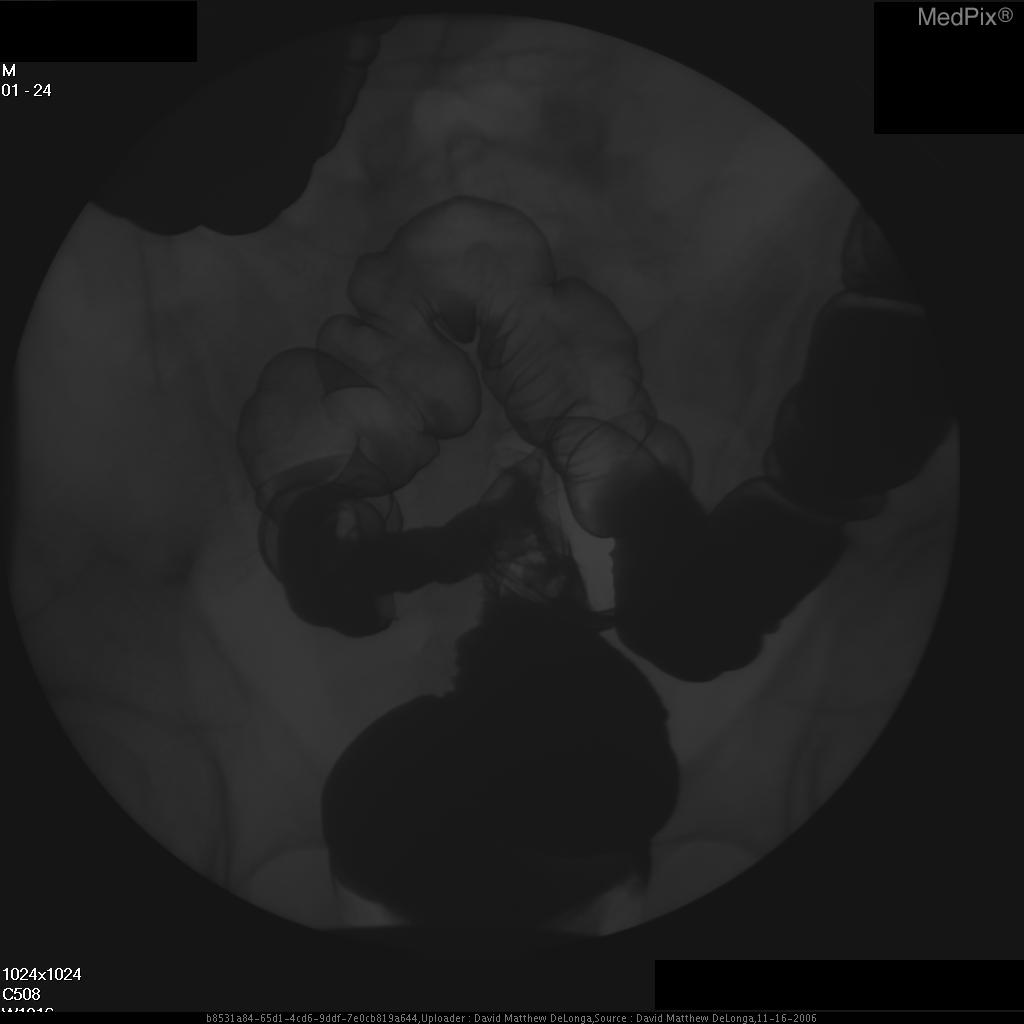 MedPix®
M
01 - 24
1024x1024
C508
b8531a84-65d1-4cd6-9ddf-7e0cb819a644,Uploader : David Matthew DeLonga,Source : David Matthew DeLonga,11-16-2006